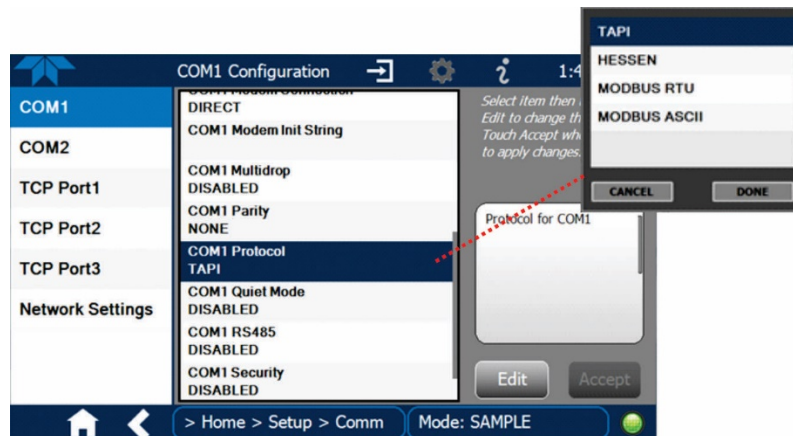 COM1 Configuration
1:4
COM1
COM2
TCP Port1
TCP Port2
TCP Port3
Network Settings
DIRECT
COM1 Modem Init String
COM1 Multidrop
DISABLED
COM1 Parity
NONE
COM1 Protocol
TAPI
COM1 Quiet Mode
DISABLED
COM1 RS485
DISABLED
COM1 Security
DISABLED
Select item then
Edit to change th
Touch Accept wh
to apply changes.
Protocol for COM1
Edit
Accept
TAPI
HESSEN
MODBUS RTU
MODBUS ASCII
CANCEL
DONE
> Home > Setup > Comm
Mode: SAMPLE